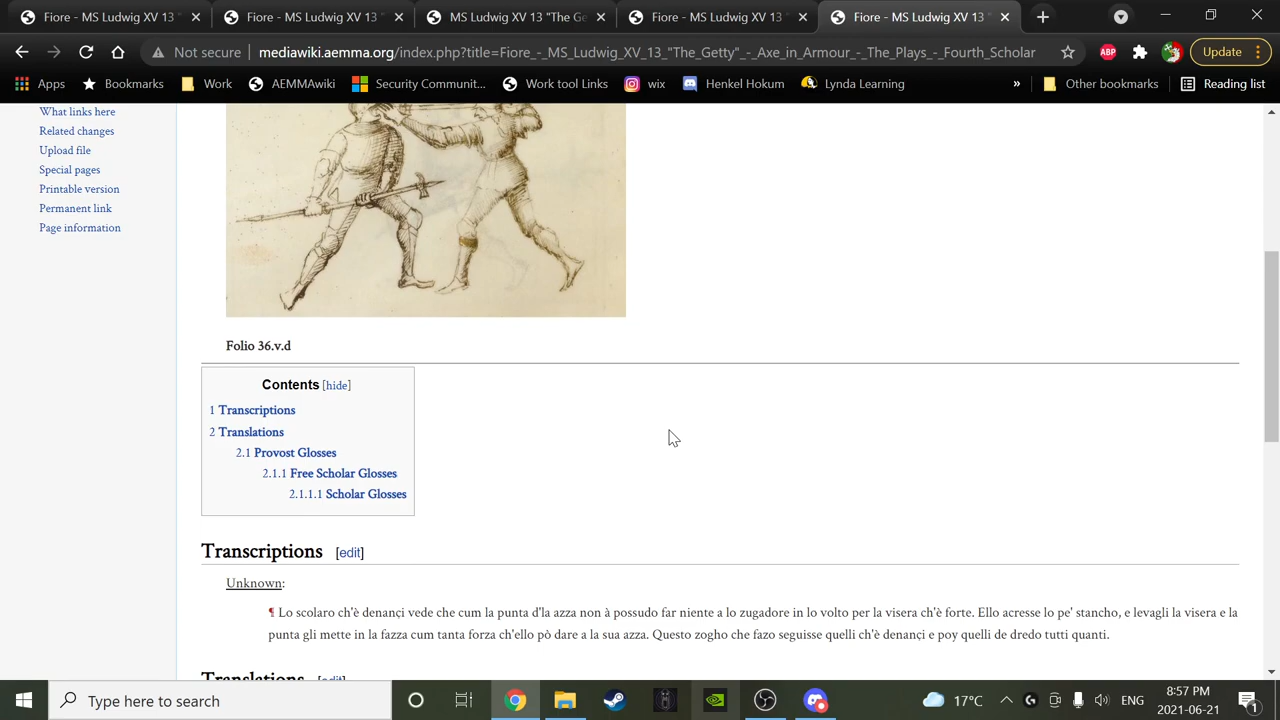 Fiore - MS Ludwig XV 13 "
Fiore - MS Ludwig XV 13 "
MS Ludwig XV 13 "The Ge
Fiore - MS Ludwig XV 13 "
Fiore - MS Ludwig XV 13 "
Not secure
mediawiki.aemma.org/index.php?title=Fiore_-_MS_Ludwig_XV_13_"The_Getty"_-_Axe_in_Armour_-_The_Plays_-_Fourth_Scholar
ABP
Update
Apps
Bookmarks
Work
AEMMAwiki
Security Communit...
Work tool Links
wix
Henkel Hokum
Lynda Learning
»
Other bookmarks
Reading list
What links here
Related changes
Upload file
Special pages
Printable version
Permanent link
Page information
Folio 36.v.d
Contents [hide]
1 Transcriptions
2 Translations
2.1 Provost Glosses
2.1.1 Free Scholar Glosses
2.1.1.1 Scholar Glosses
Transcriptions [edit]
Unknown:
¶ Lo scolaro ch'è denançi vede che cum la punta d'la azza non à possudo far niente a lo zugadore in lo volto per la visera ch'è forte. Ello acresse lo pe' stancho, e levagli la visera e la
punta gli mette in la fazza cum tanta forza ch'ello pò dare a la sua azza. Questo zogho che fazo seguisse quelli ch'è denançi e poy quelli de dredo tutti quanti.
Translations [edit]
Type here to search
17°C
ENG
8:57 PM
2021-06-21
1